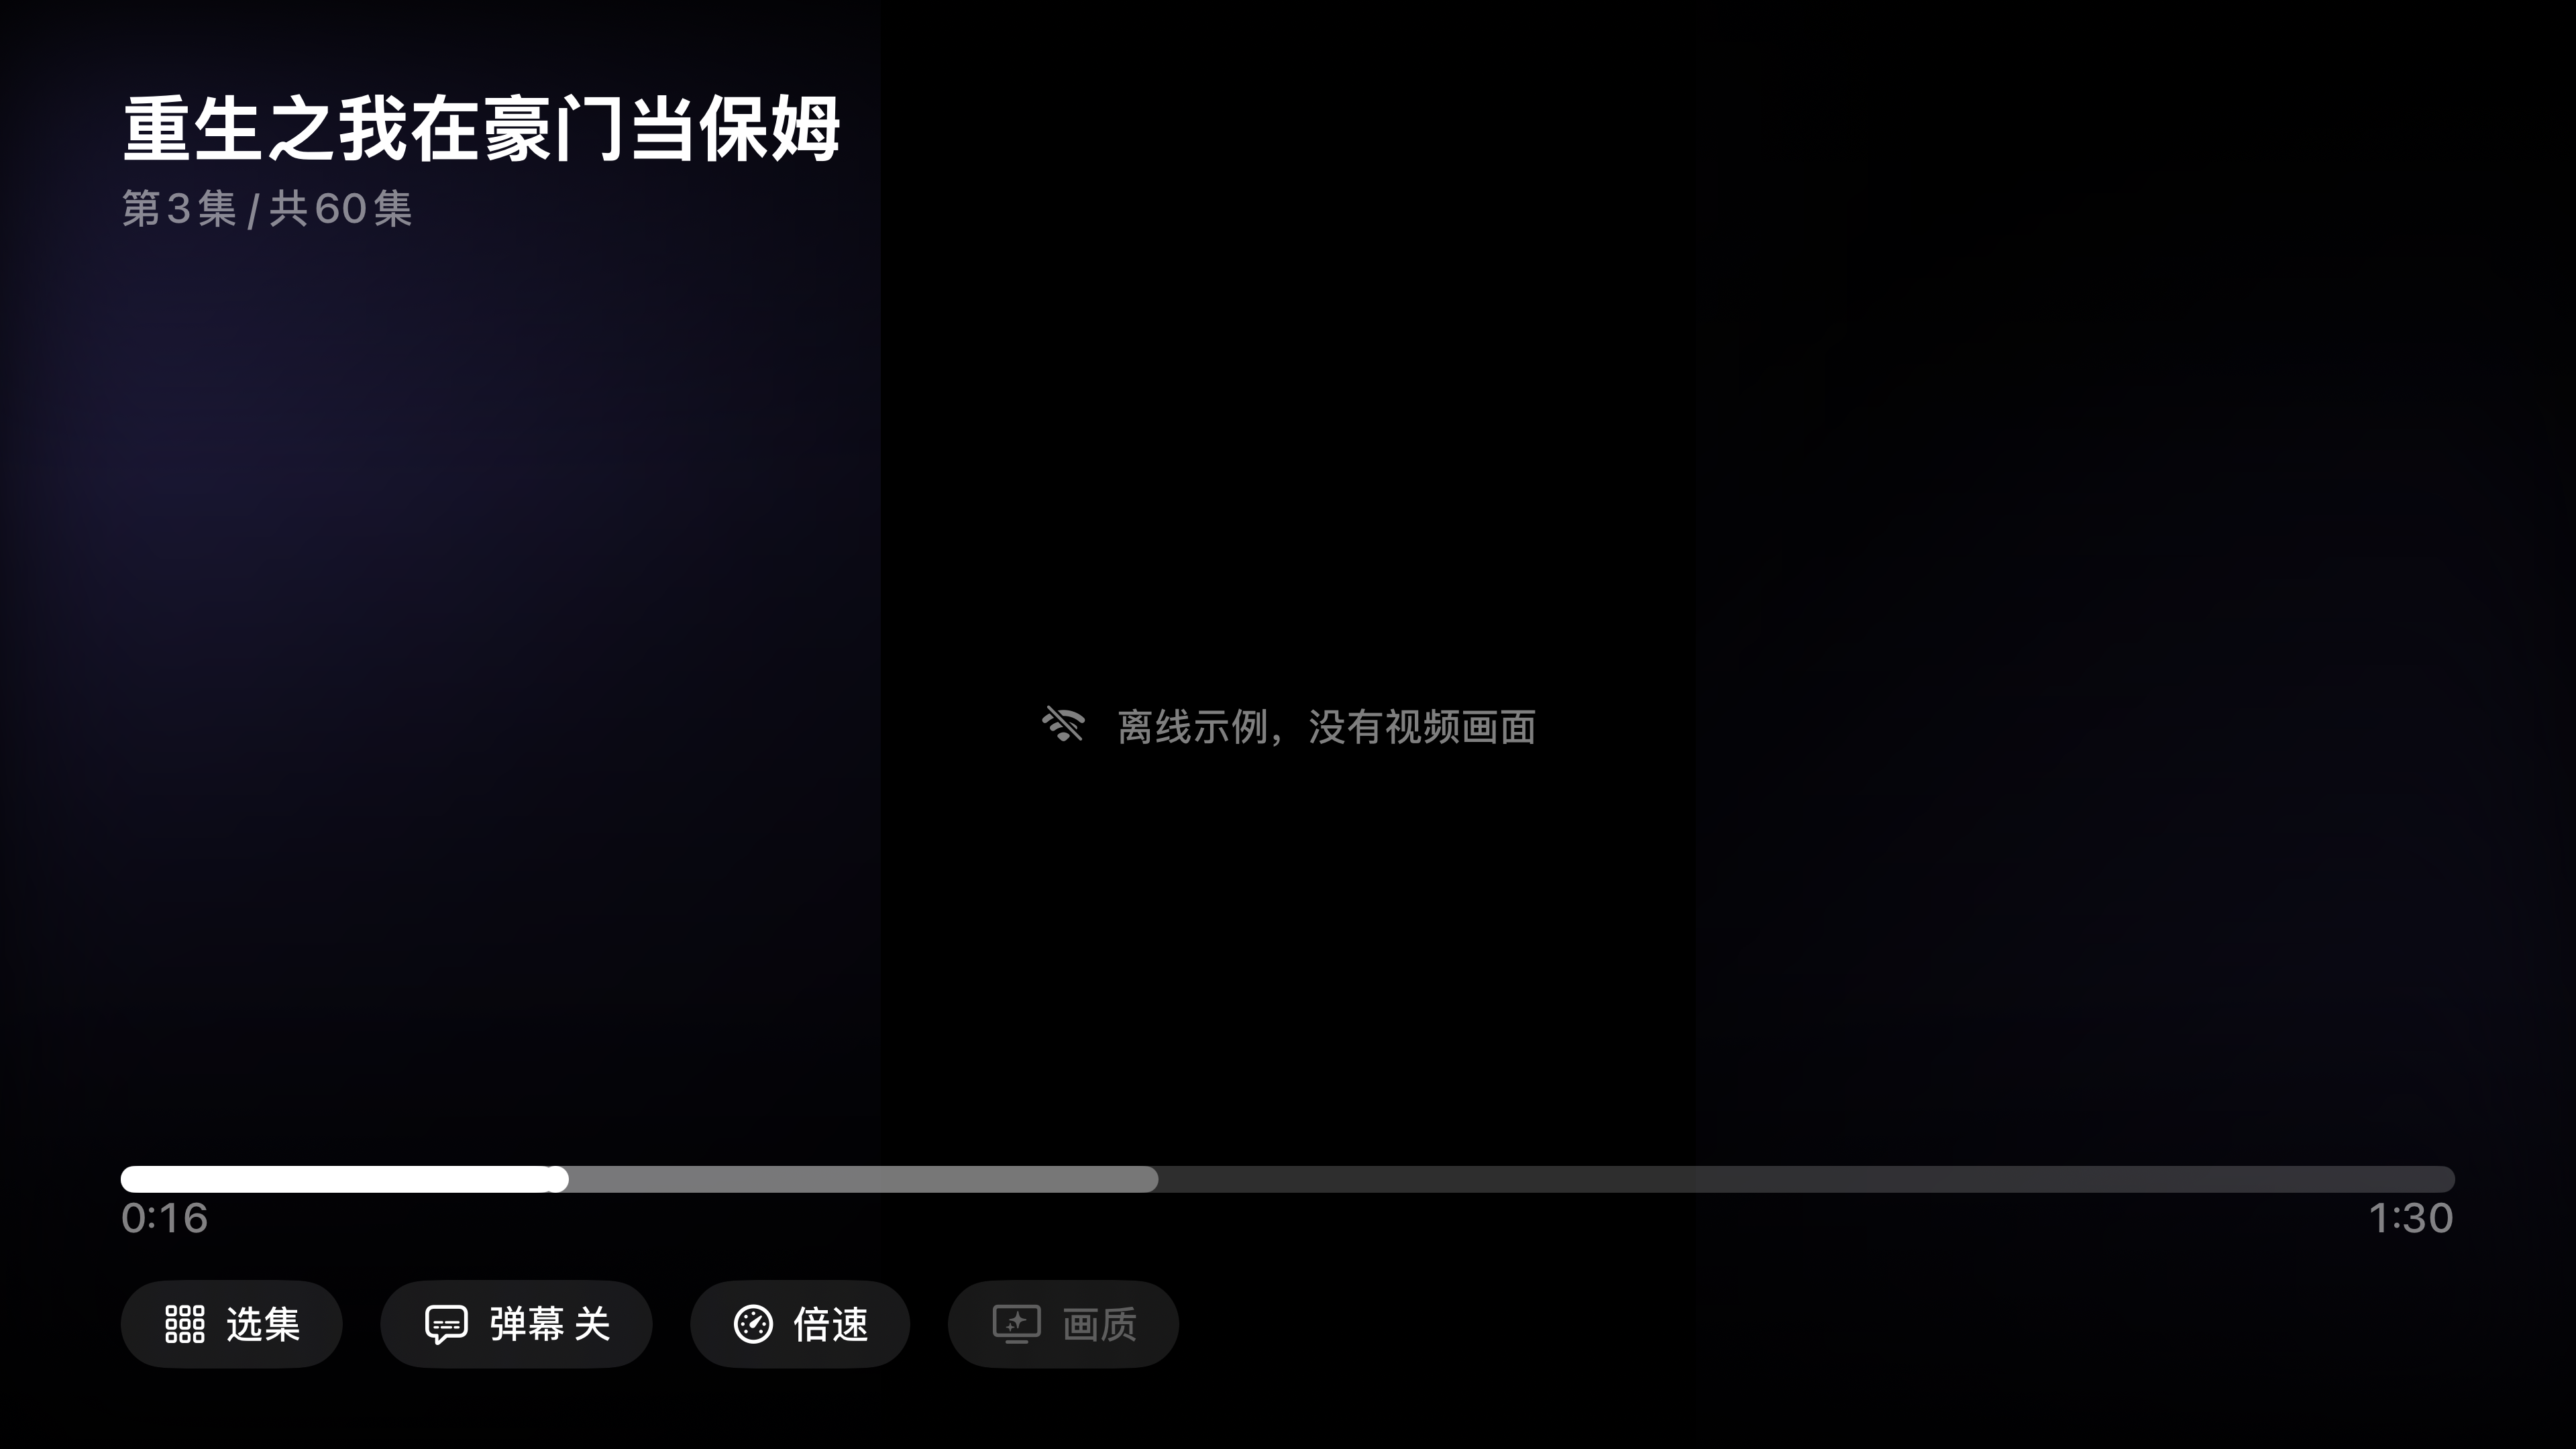 重生之我在豪门当保姆
第3集 / 共60集
离线示例，没有视频画面
0:16
1:30
选集
弹幕 关
倍速
画质